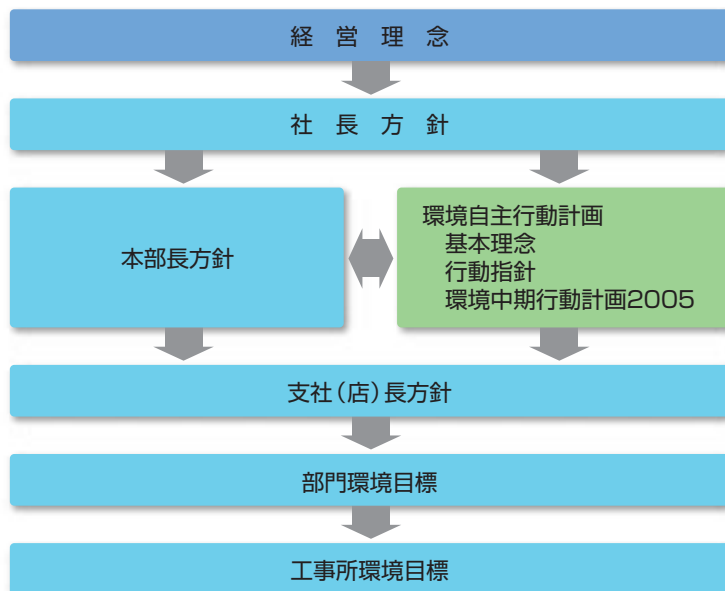 経 営 理 念
社 長 方 針
本部長方針
環境自主行動計画
基本理念
行動指針
環境中期行動計画2005
支社(店)長方針
部門環境目標
工事所環境目標